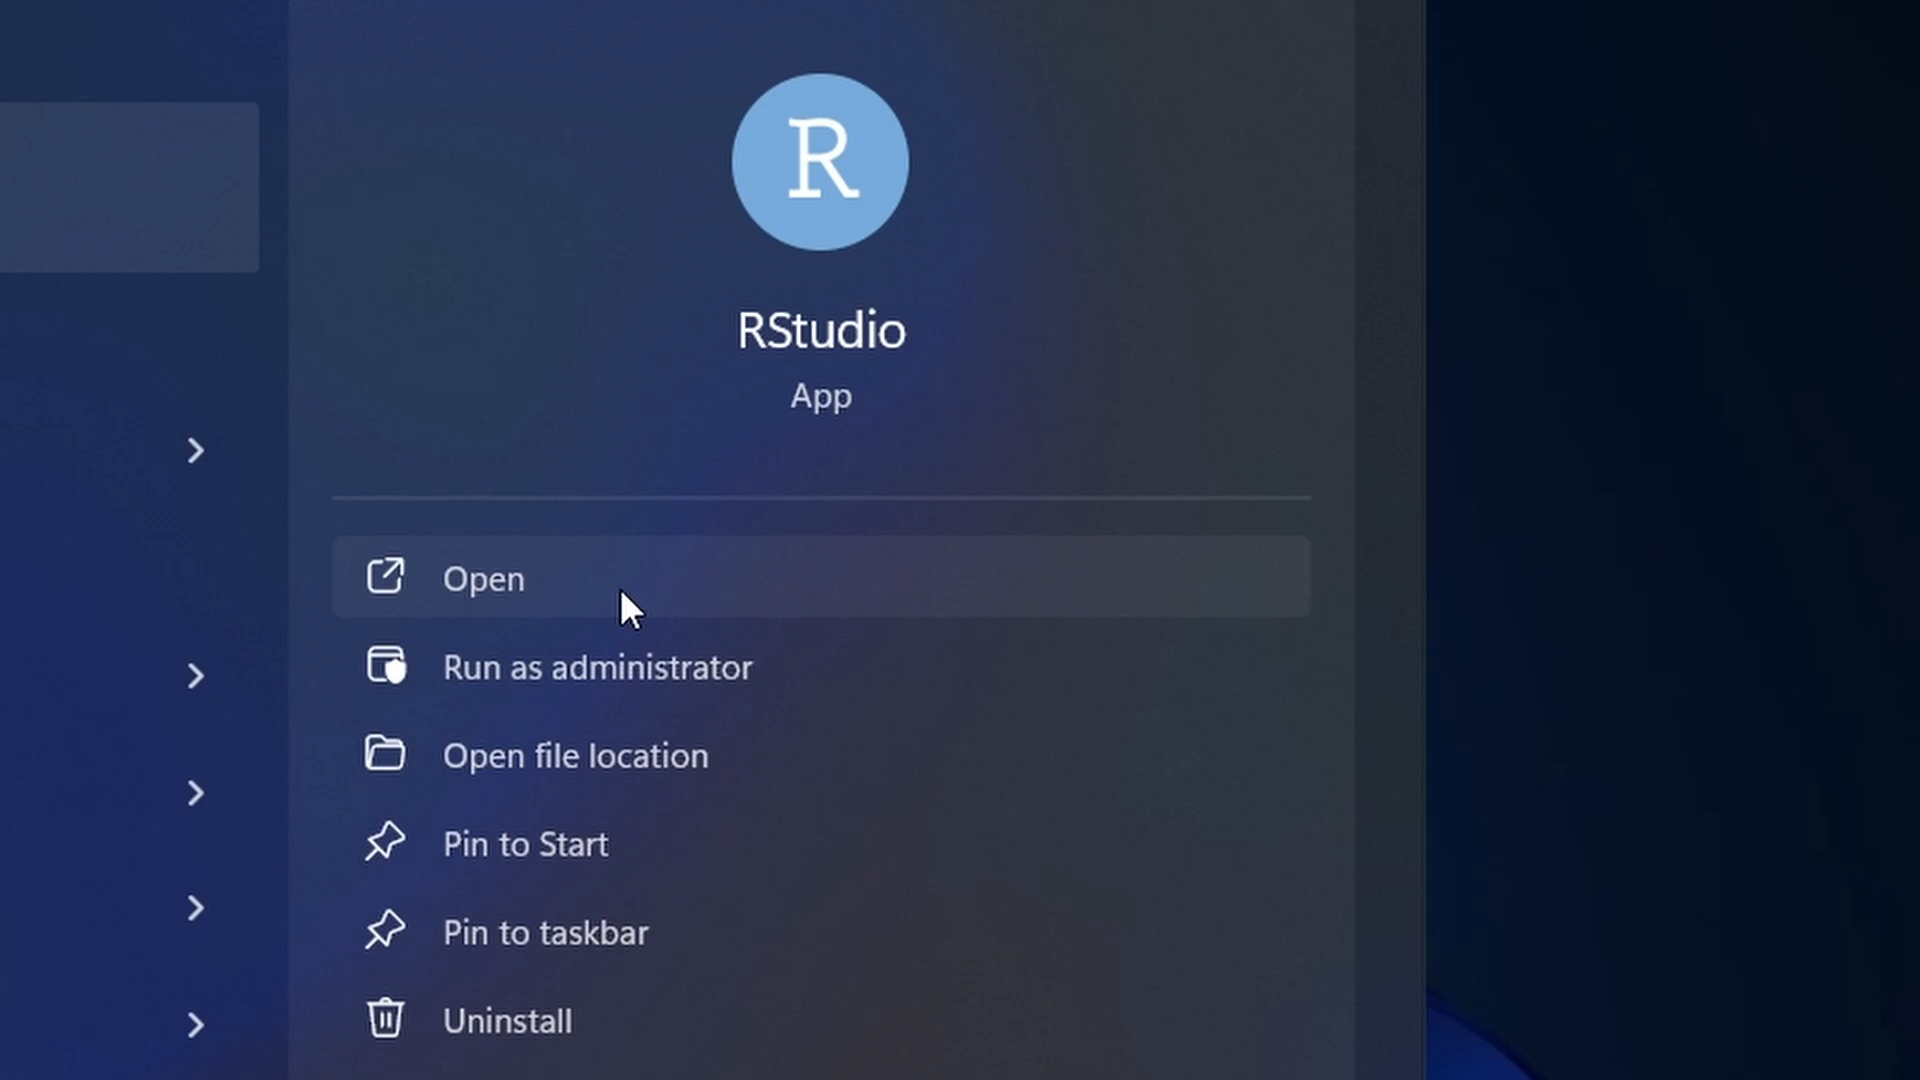 R
RStudio
App
Open
Run as administrator
Open file location
Pin to Start
Pin to taskbar
Uninstall